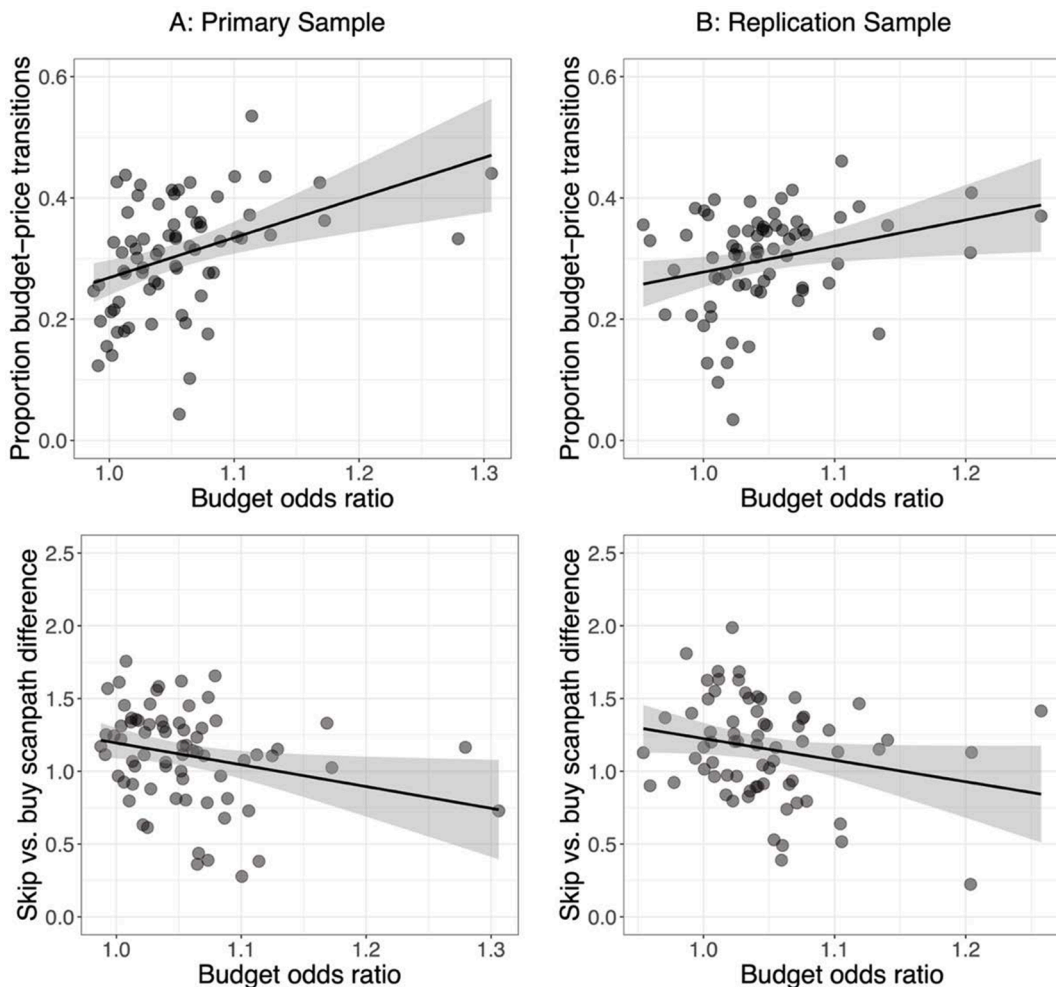 A: Primary Sample
B: Replication Sample
Proportion budget–price transitions
0.6
0.4
0.2
0.0
1.0 1.1 1.2 1.3
Budget odds ratio
Proportion budget–price transitions
0.6
0.4
0.2
0.0
1.0 1.1 1.2
Budget odds ratio
Skip vs. buy scanpath difference
2.5
2.0
1.5
1.0
0.5
0.0
1.0 1.1 1.2 1.3
Budget odds ratio
Skip vs. buy scanpath difference
2.5
2.0
1.5
1.0
0.5
0.0
1.0 1.1 1.2
Budget odds ratio